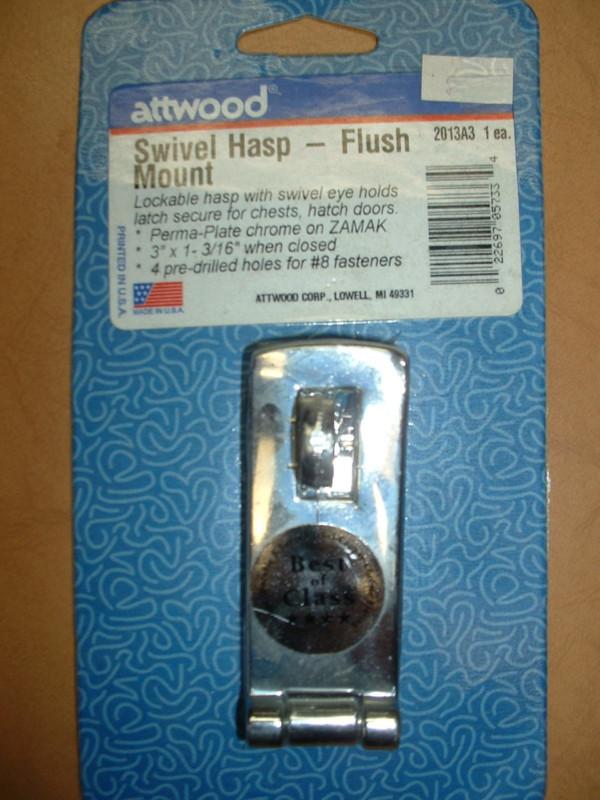 attwood®
2013A3 1 ea.
Swivel Hasp – Flush
Mount
Lockable hasp with swivel eye holds
latch secure for chests, hatch doors.
* Perma-Plate chrome on ZAMAK
* 3" x 1- 3/16" when closed
* 4 pre-drilled holes for #8 fasteners
PRINTED IN U.S.A.
MADE IN U.S.A.
ATTWOOD CORP., LOWELL, MI 49331
0 22697 05733 4
Best
of
Class
★★★★